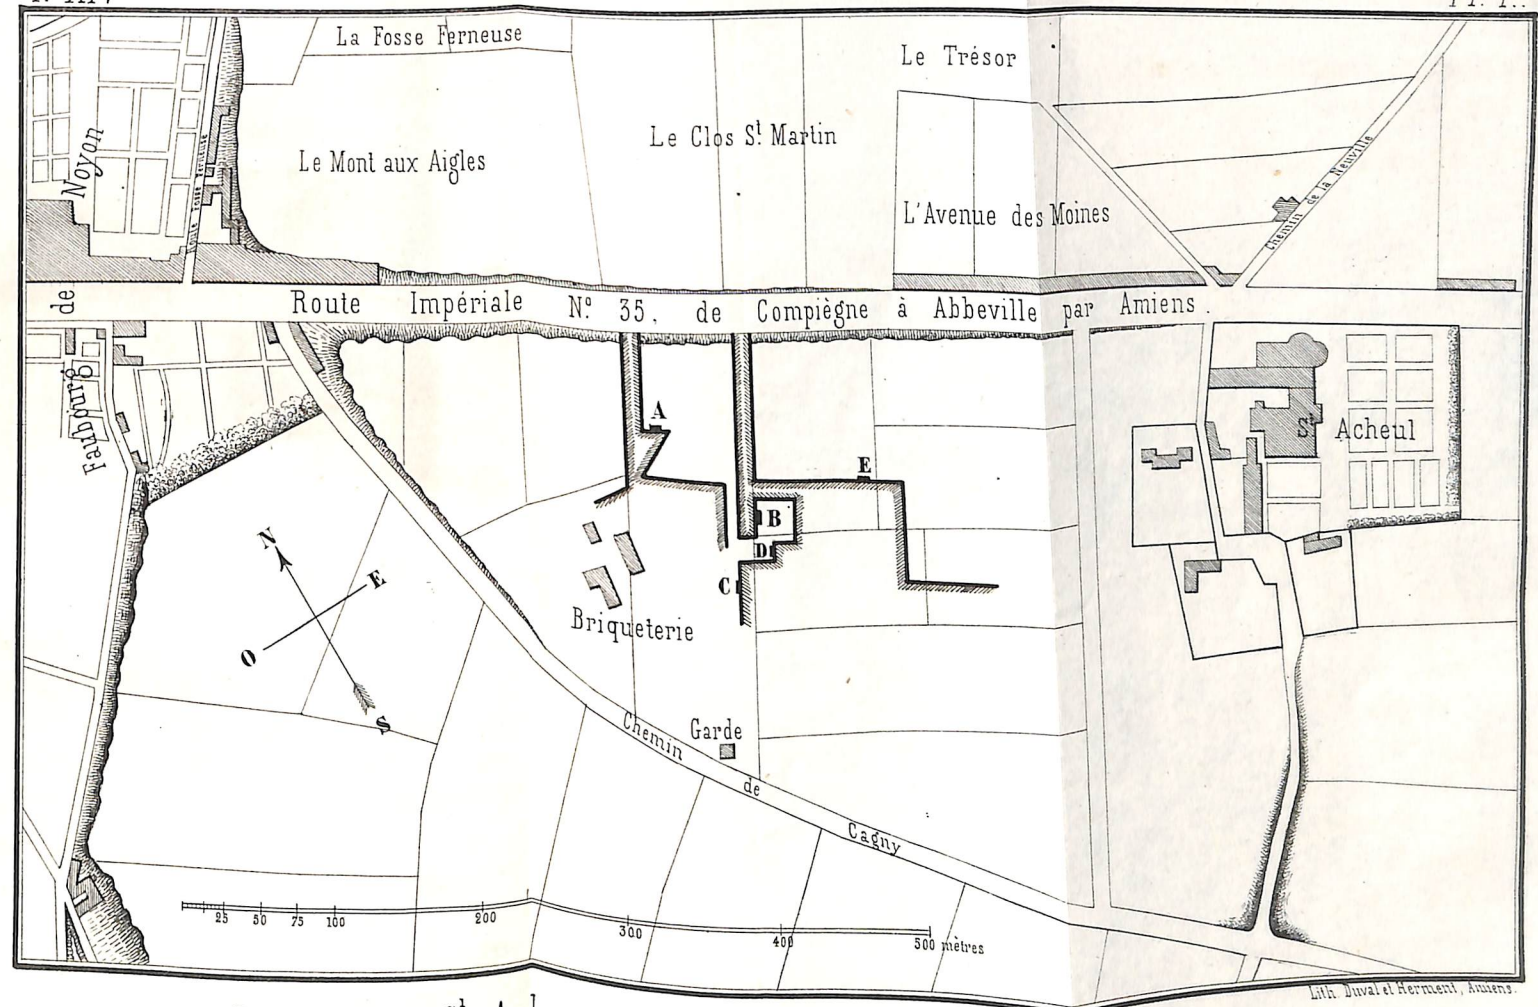 La Fosse Ferneuse
Le Trésor
Le Clos St. Martin
Le Mont aux Aigles
L'Avenue des Moines
Chemin de la Neuville
Faubourg de Noyon
Route Impériale No. 35, de Compiègne à Abbeville par Amiens.
A
E
B
D
C
St Acheul
N
E
O
S
Briqueterie
Garde
Chemin de Cagny
25 50 75 100 200 300 400 500 mètres
Lith. Duval et Herment, Amiens.